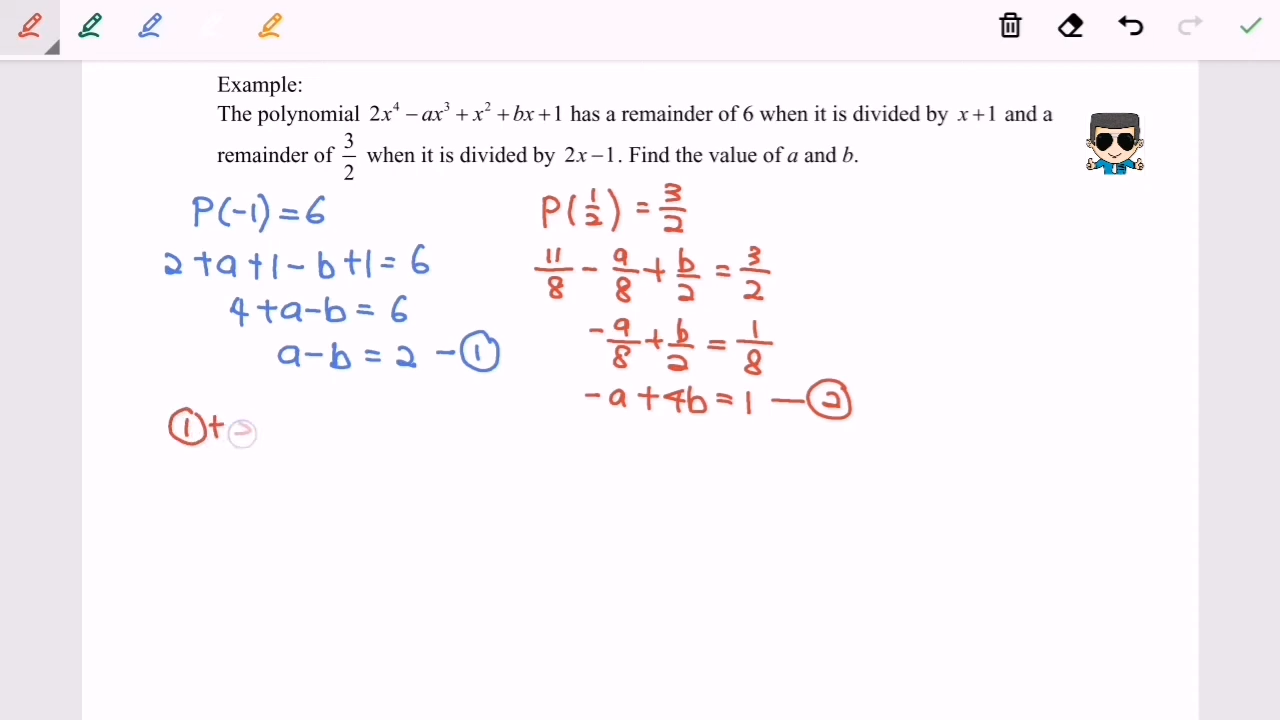 Example:
The polynomial 2x⁴ − ax³ + x² + bx + 1 has a remainder of 6 when it is divided by x + 1 and a
remainder of 3/2 when it is divided by 2x − 1. Find the value of a and b.
P(-1) = 6
2 + a + 1 - b + 1 = 6
4 + a - b = 6
a - b = 2 - ①
P(1/2) = 3/2
11/8 - a/8 + b/2 = 3/2
-a/8 + b/2 = 1/8
-a + 4b = 1 — ②
① + ②